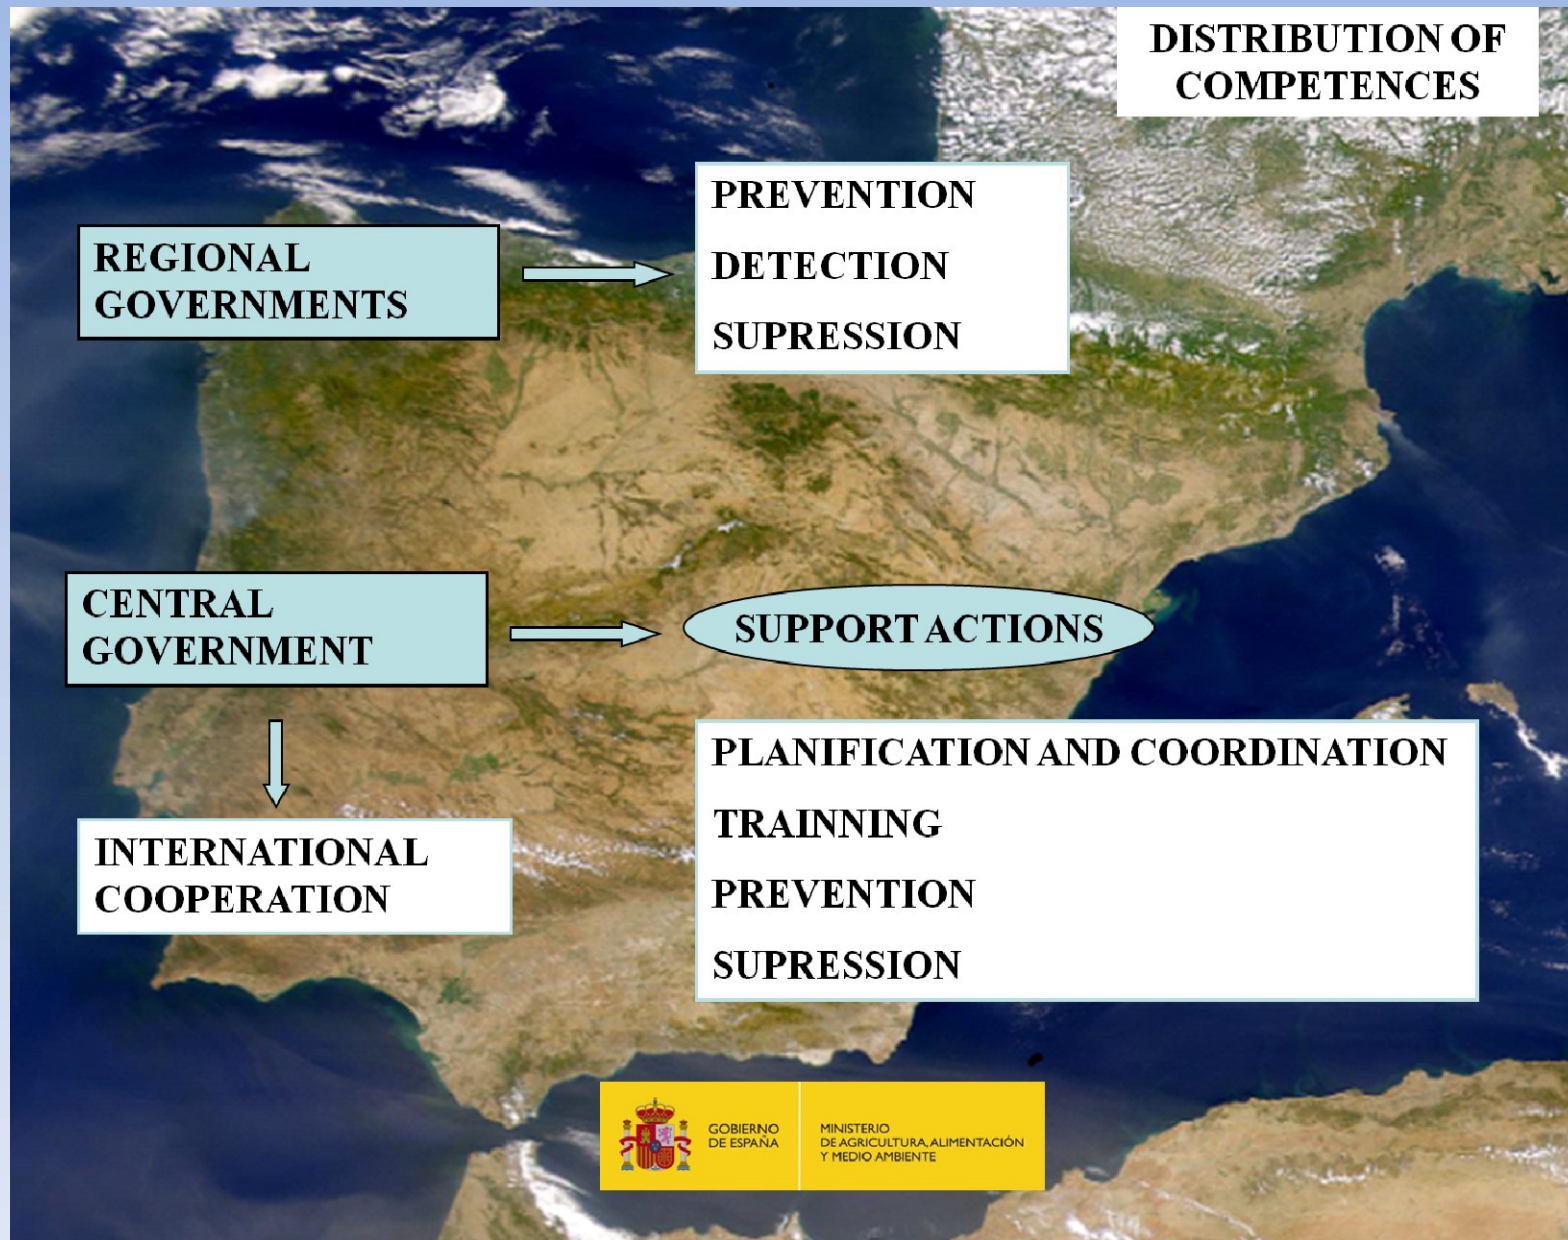 DISTRIBUTION OF
COMPETENCES
REGIONAL
GOVERNMENTS
PREVENTION
DETECTION
SUPRESSION
CENTRAL
GOVERNMENT
SUPPORT ACTIONS
INTERNATIONAL
COOPERATION
PLANIFICATION AND COORDINATION
TRAINNING
PREVENTION
SUPRESSION
GOBIERNO
DE ESPAÑA
MINISTERIO
DE AGRICULTURA, ALIMENTACIÓN
Y MEDIO AMBIENTE